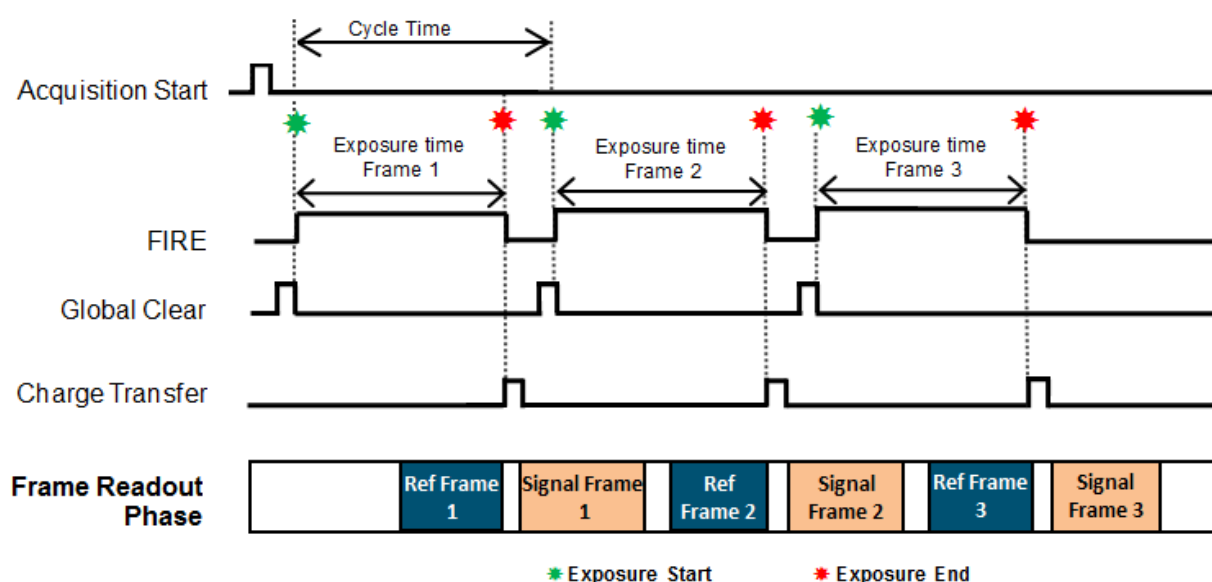 Cycle Time
Acquisition Start
Exposure time
Frame 1
Exposure time
Frame 2
Exposure time
Frame 3
FIRE
Global Clear
Charge Transfer
Frame Readout
Phase
Ref Frame
1
Signal Frame
1
Ref
Frame 2
Signal
Frame 2
Ref Frame
3
Signal
Frame 3
Exposure Start
Exposure End